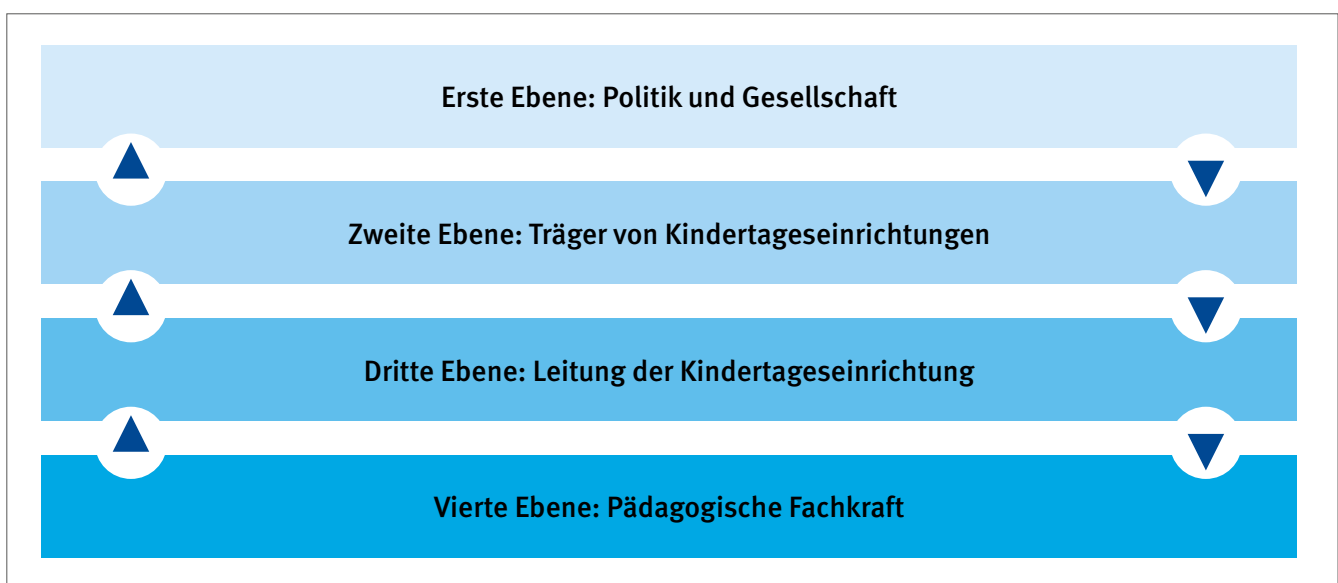 Erste Ebene: Politik und Gesellschaft
Zweite Ebene: Träger von Kindertageseinrichtungen
Dritte Ebene: Leitung der Kindertageseinrichtung
Vierte Ebene: Pädagogische Fachkraft